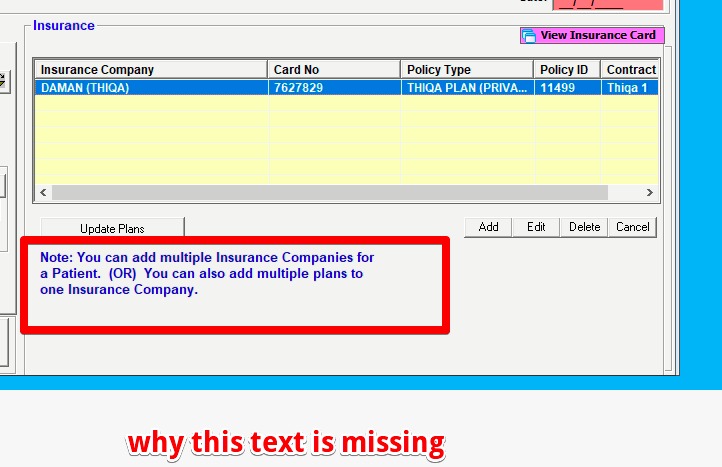 Insurance
View Insurance Card
Insurance Company Card No Policy Type Policy ID Contract
DAMAN (THIQA) 7627829 THIQA PLAN (PRIVA... 11499 Thiqa 1
Update Plans Add Edit Delete Cancel
Note: You can add multiple Insurance Companies for
a Patient. (OR) You can also add multiple plans to
one Insurance Company.
why this text is missing